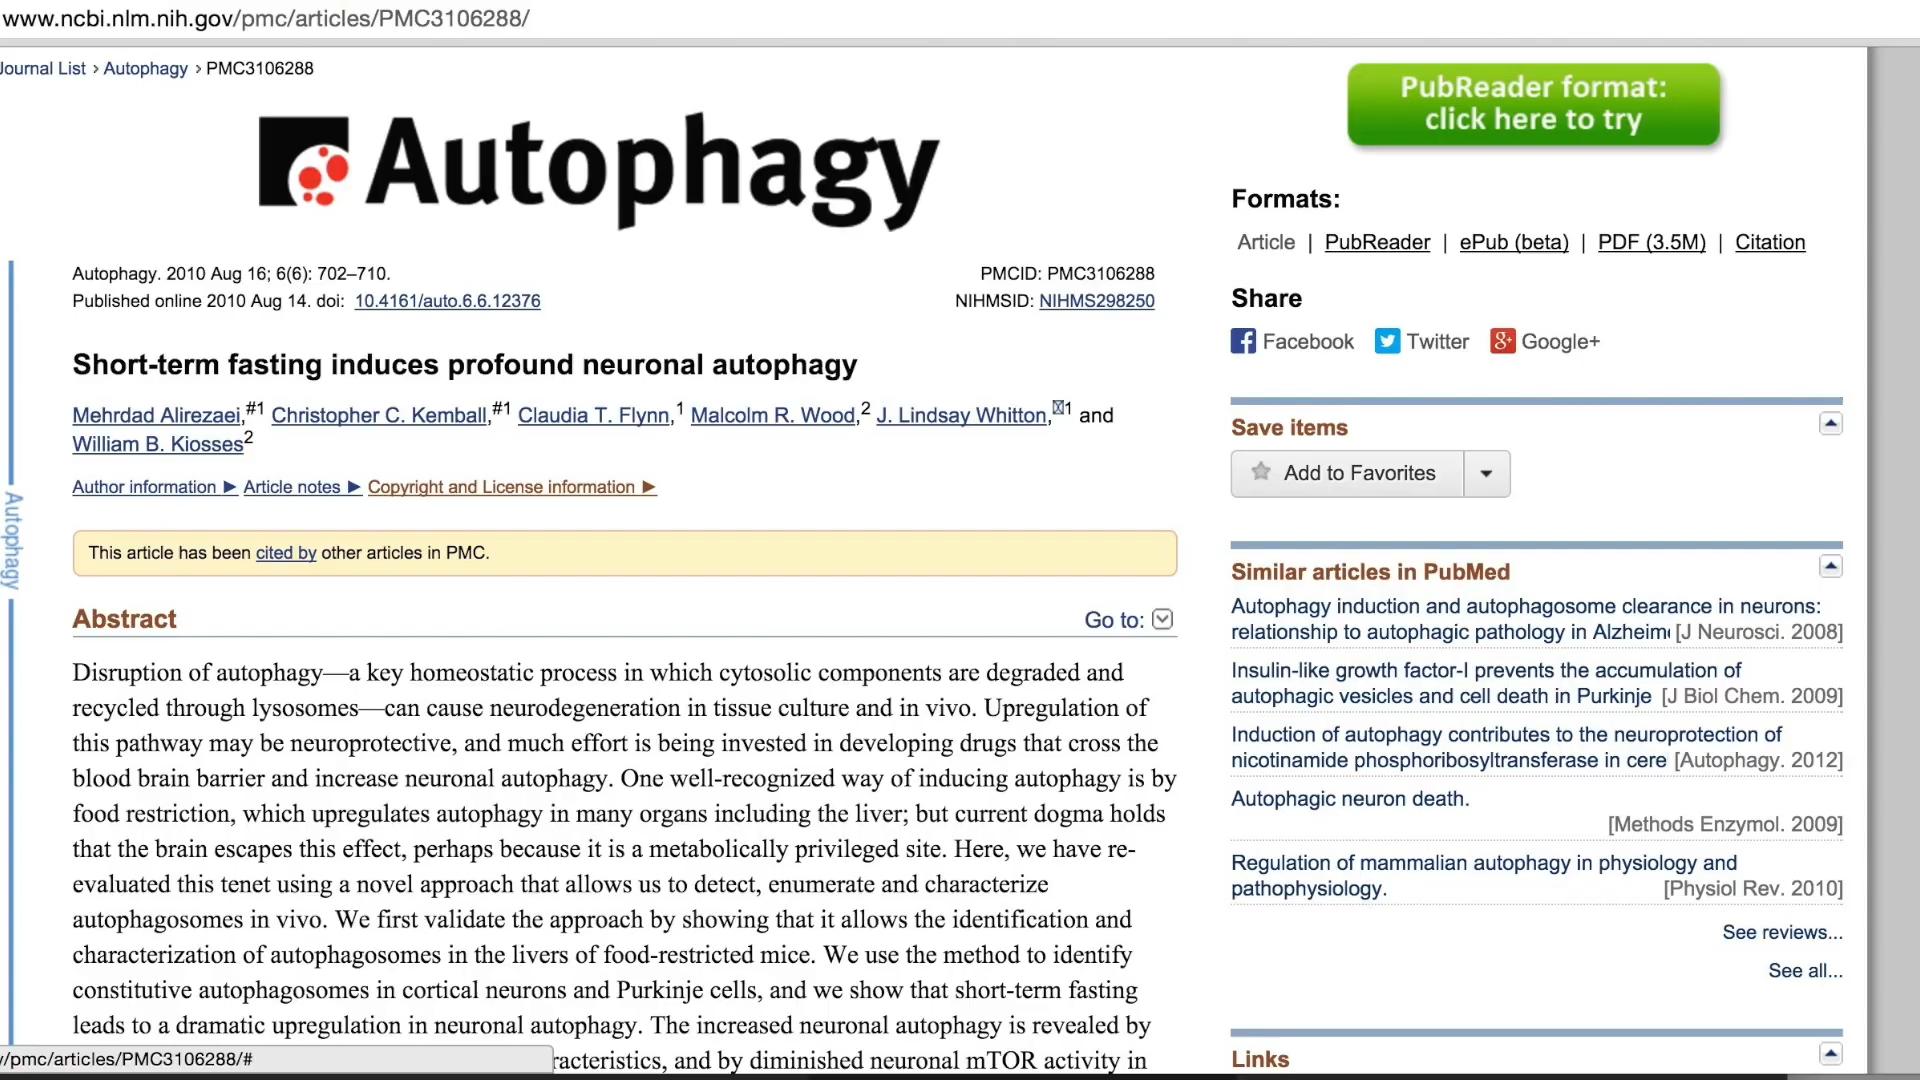 www.ncbi.nlm.nih.gov/pmc/articles/PMC3106288/
Journal List › Autophagy › PMC3106288
Autophagy
Autophagy. 2010 Aug 16; 6(6): 702–710.
PMCID: PMC3106288
Published online 2010 Aug 14. doi: 10.4161/auto.6.6.12376
NIHMSID: NIHMS298250
Short-term fasting induces profound neuronal autophagy
Mehrdad Alirezaei,#1 Christopher C. Kemball,#1 Claudia T. Flynn,1 Malcolm R. Wood,2 J. Lindsay Whitton,1 and
William B. Kiosses2
Author information ► Article notes ► Copyright and License information ►
This article has been cited by other articles in PMC.
Abstract
Go to:
Disruption of autophagy—a key homeostatic process in which cytosolic components are degraded and
recycled through lysosomes—can cause neurodegeneration in tissue culture and in vivo. Upregulation of
this pathway may be neuroprotective, and much effort is being invested in developing drugs that cross the
blood brain barrier and increase neuronal autophagy. One well-recognized way of inducing autophagy is by
food restriction, which upregulates autophagy in many organs including the liver; but current dogma holds
that the brain escapes this effect, perhaps because it is a metabolically privileged site. Here, we have re-
evaluated this tenet using a novel approach that allows us to detect, enumerate and characterize
autophagosomes in vivo. We first validate the approach by showing that it allows the identification and
characterization of autophagosomes in the livers of food-restricted mice. We use the method to identify
constitutive autophagosomes in cortical neurons and Purkinje cells, and we show that short-term fasting
leads to a dramatic upregulation in neuronal autophagy. The increased neuronal autophagy is revealed by
racteristics, and by diminished neuronal mTOR activity in
/pmc/articles/PMC3106288/#
Autophagy
PubReader format:
click here to try
Formats:
Article | PubReader | ePub (beta) | PDF (3.5M) | Citation
Share
Facebook Twitter Google+
Save items
Add to Favorites
Similar articles in PubMed
Autophagy induction and autophagosome clearance in neurons:
relationship to autophagic pathology in Alzheim [J Neurosci. 2008]
Insulin-like growth factor-I prevents the accumulation of
autophagic vesicles and cell death in Purkinje [J Biol Chem. 2009]
Induction of autophagy contributes to the neuroprotection of
nicotinamide phosphoribosyltransferase in cere [Autophagy. 2012]
Autophagic neuron death.
[Methods Enzymol. 2009]
Regulation of mammalian autophagy in physiology and
pathophysiology. [Physiol Rev. 2010]
See reviews...
See all...
Links